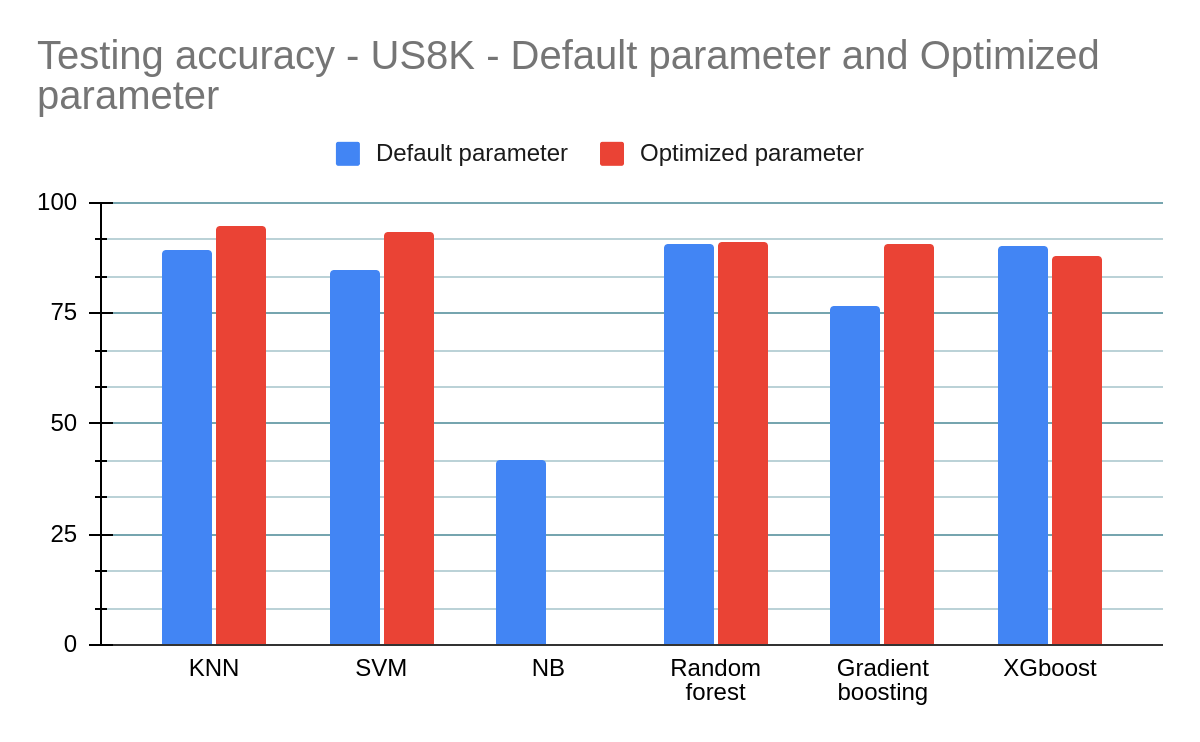 Testing accuracy - US8K - Default parameter and Optimized
parameter
Default parameter Optimized parameter
100
75
50
25
0
KNN SVM NB Random forest Gradient boosting XGboost